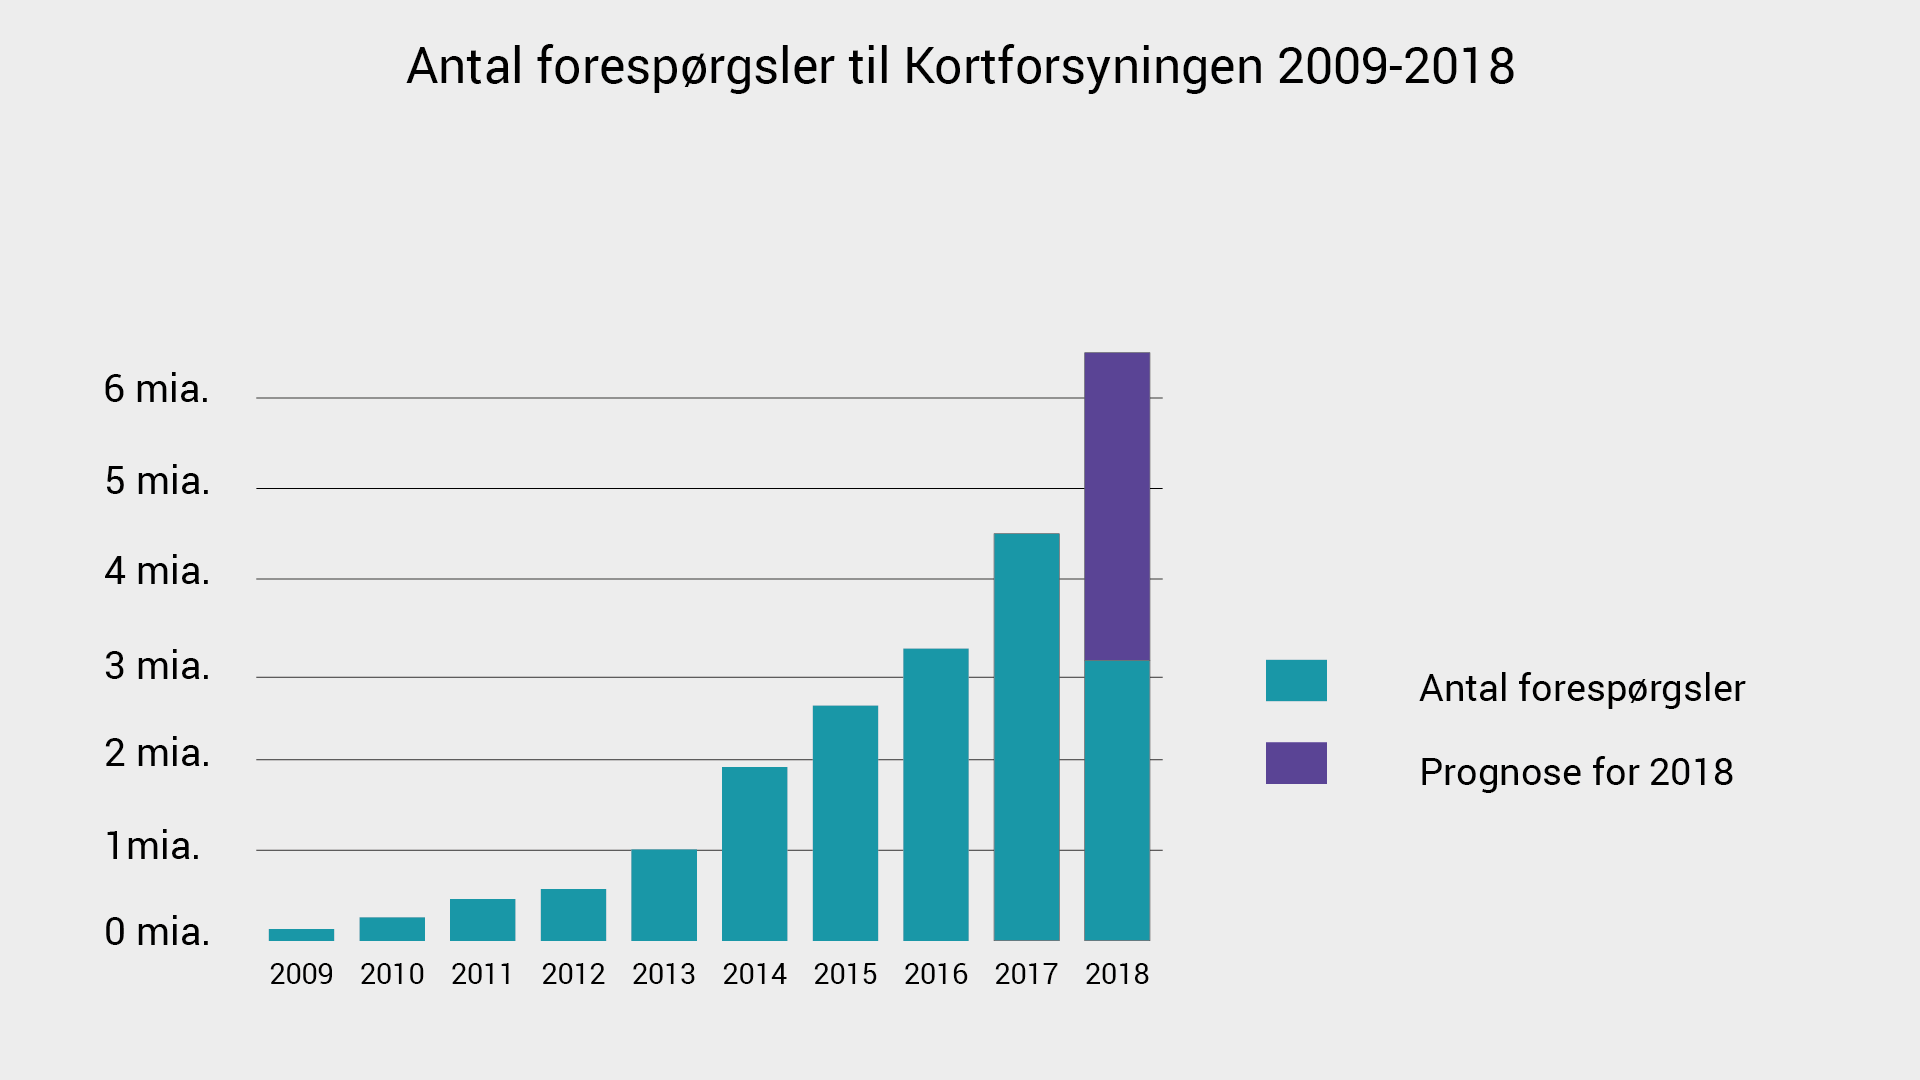 Antal forespørgsler til Kortforsyningen 2009-2018
6 mia.
5 mia.
4 mia.
3 mia.
2 mia.
1mia.
0 mia.
2009 2010 2011 2012 2013 2014 2015 2016 2017 2018
Antal forespørgsler
Prognose for 2018